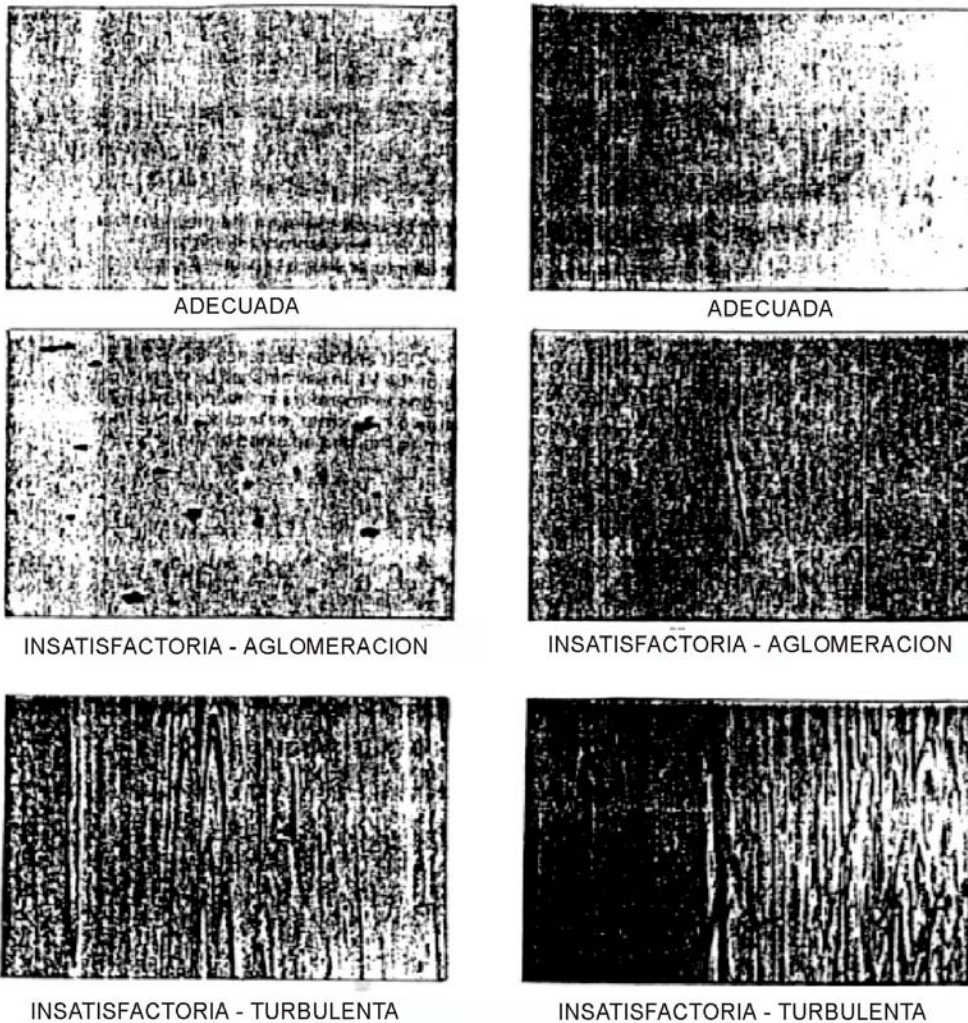 ADECUADA
ADECUADA
INSATISFACTORIA - AGLOMERACION
INSATISFACTORIA - AGLOMERACION
INSATISFACTORIA - TURBULENTA
INSATISFACTORIA - TURBULENTA